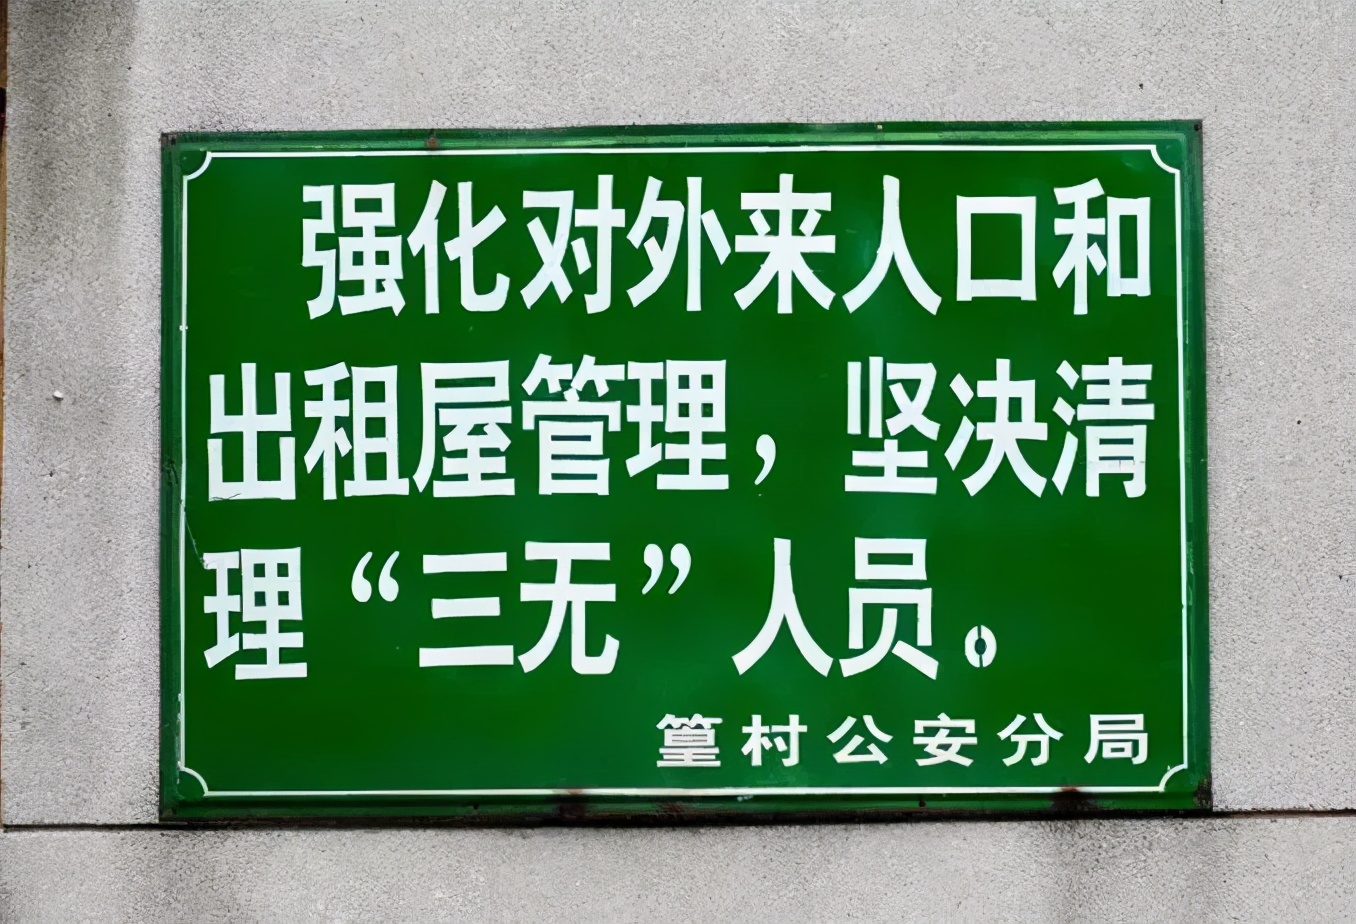 强化对外来人口和
出租屋管理，坚决清
理“三无”人员。
篁村公安分局